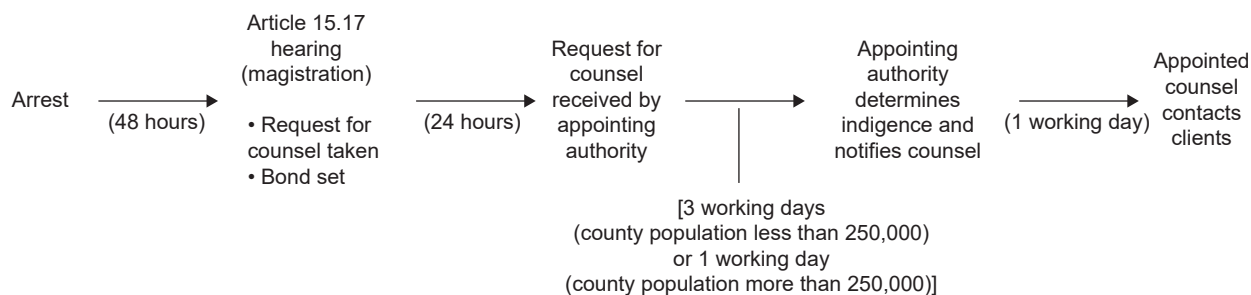 Arrest
(48 hours)
Article 15.17
hearing
(magistration)
• Request for
counsel taken
• Bond set
(24 hours)
Request for
counsel
received by
appointing
authority
[3 working days
(county population less than 250,000)
or 1 working day
(county population more than 250,000)]
Appointing
authority
determines
indigence and
notifies counsel
(1 working day)
Appointed
counsel
contacts
clients